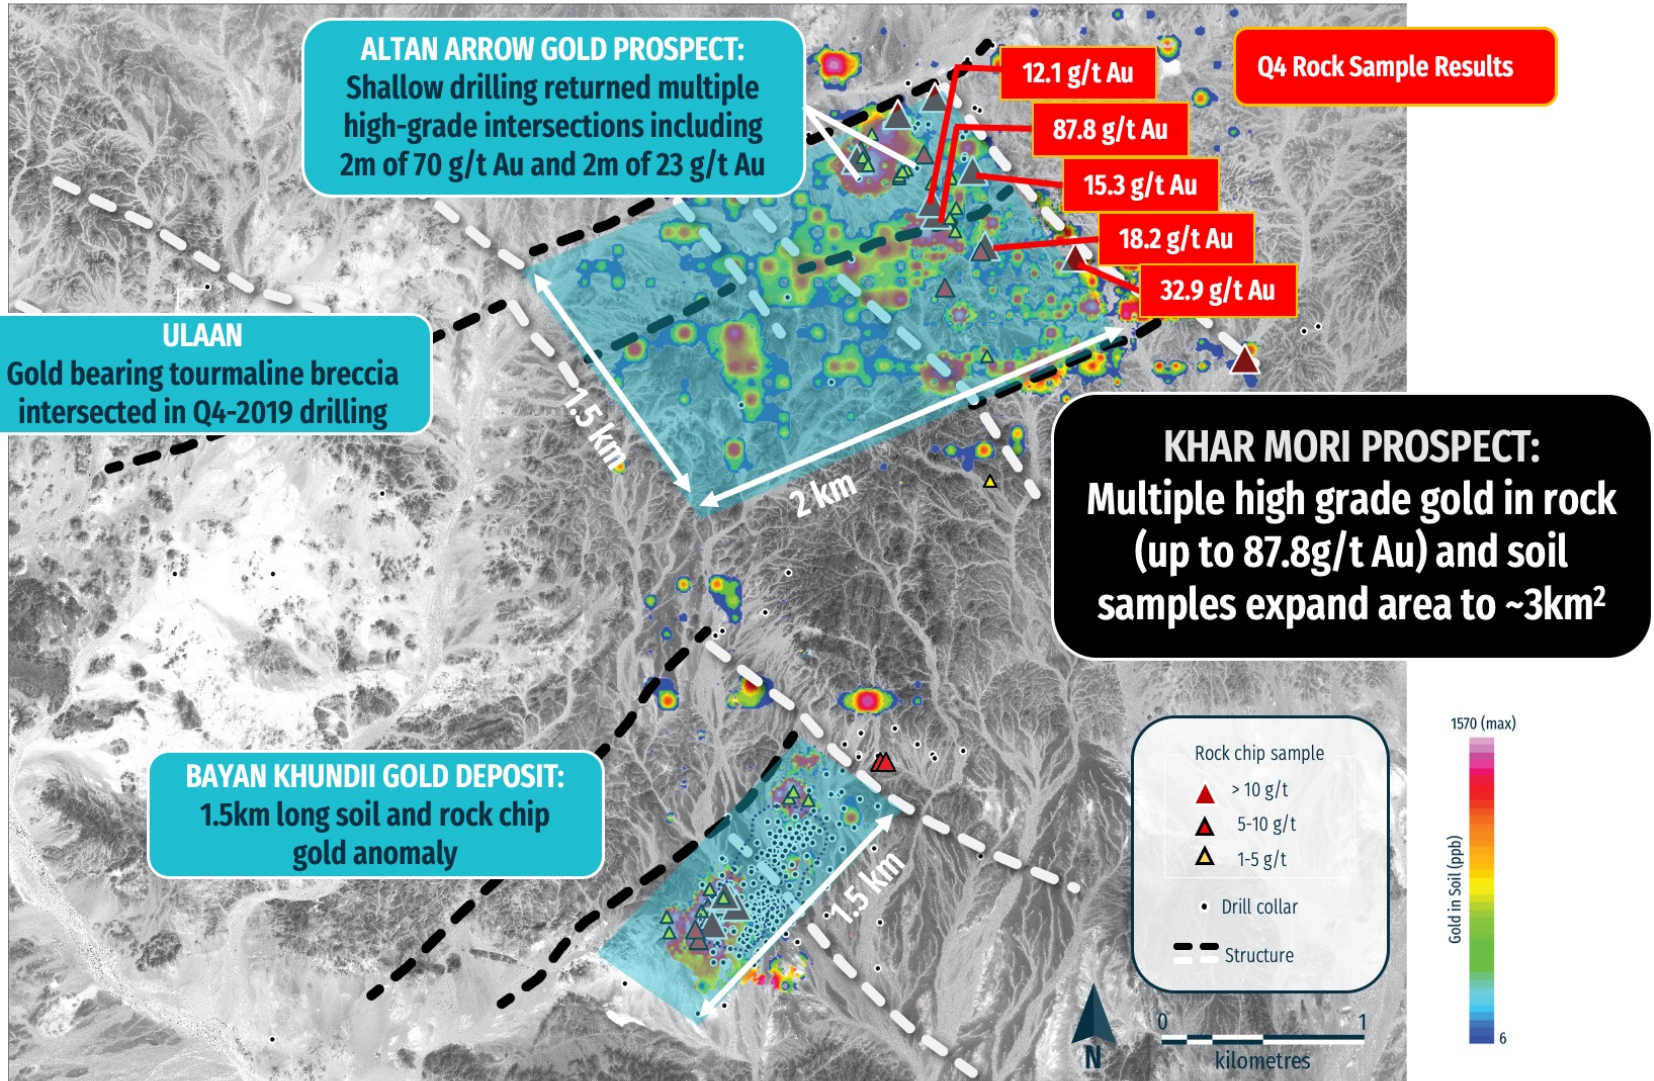 ALTAN ARROW GOLD PROSPECT:
Shallow drilling returned multiple
high-grade intersections including
2m of 70 g/t Au and 2m of 23 g/t Au
12.1 g/t Au
87.8 g/t Au
15.3 g/t Au
18.2 g/t Au
32.9 g/t Au
Q4 Rock Sample Results
ULAAN
Gold bearing tourmaline breccia
intersected in Q4-2019 drilling
1.5 km
2 km
KHAR MORI PROSPECT:
Multiple high grade gold in rock
(up to 87.8g/t Au) and soil
samples expand area to ~3km²
BAYAN KHUNDII GOLD DEPOSIT:
1.5km long soil and rock chip
gold anomaly
1.5 km
Rock chip sample
> 10 g/t
5-10 g/t
1-5 g/t
Drill collar
Structure
N
0 1
kilometres
1570 (max)
Gold in Soil (ppb)
6